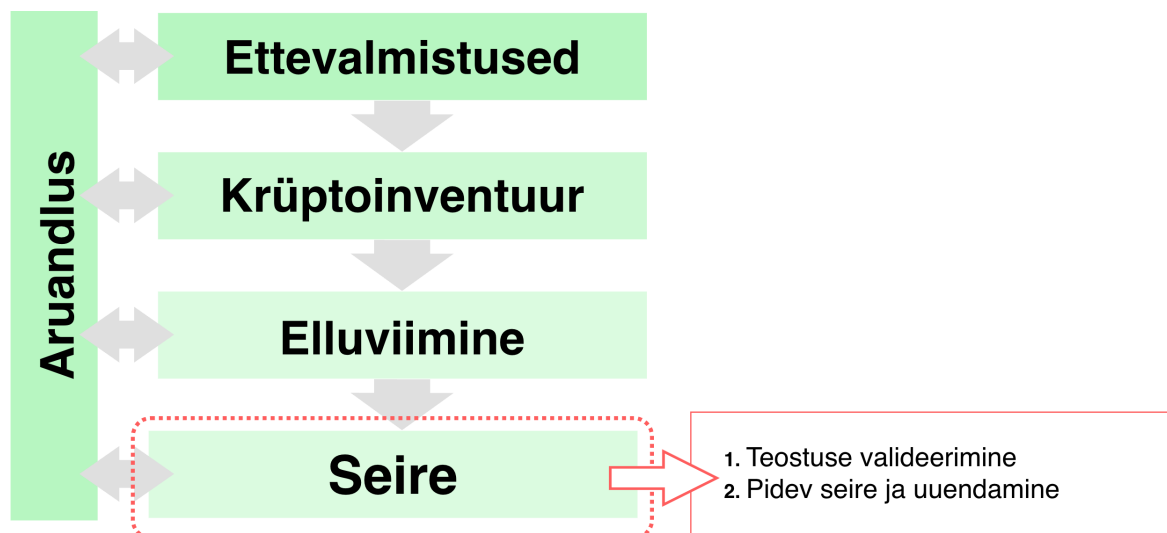 Aruandlus
Ettevalmistused
Krüptoinventuur
Elluviimine
Seire
1. Teostuse valideerimine
2. Pidev seire ja uuendamine